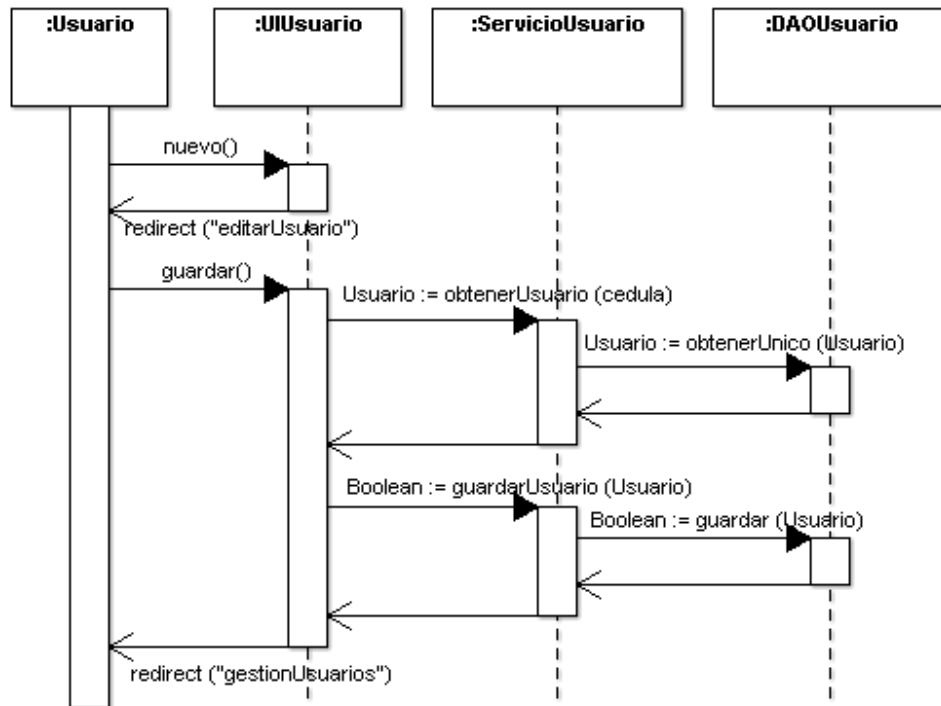 :Usuario
:UIUsuario
:ServicioUsuario
:DAOUsuario
nuevo()
redirect ("editarUsuario")
guardar()
Usuario := obtenerUsuario (cedula)
Usuario := obtenerUnico (Usuario)
Boolean := guardarUsuario (Usuario)
Boolean := guardar (Usuario)
redirect ("gestionUsuarios")